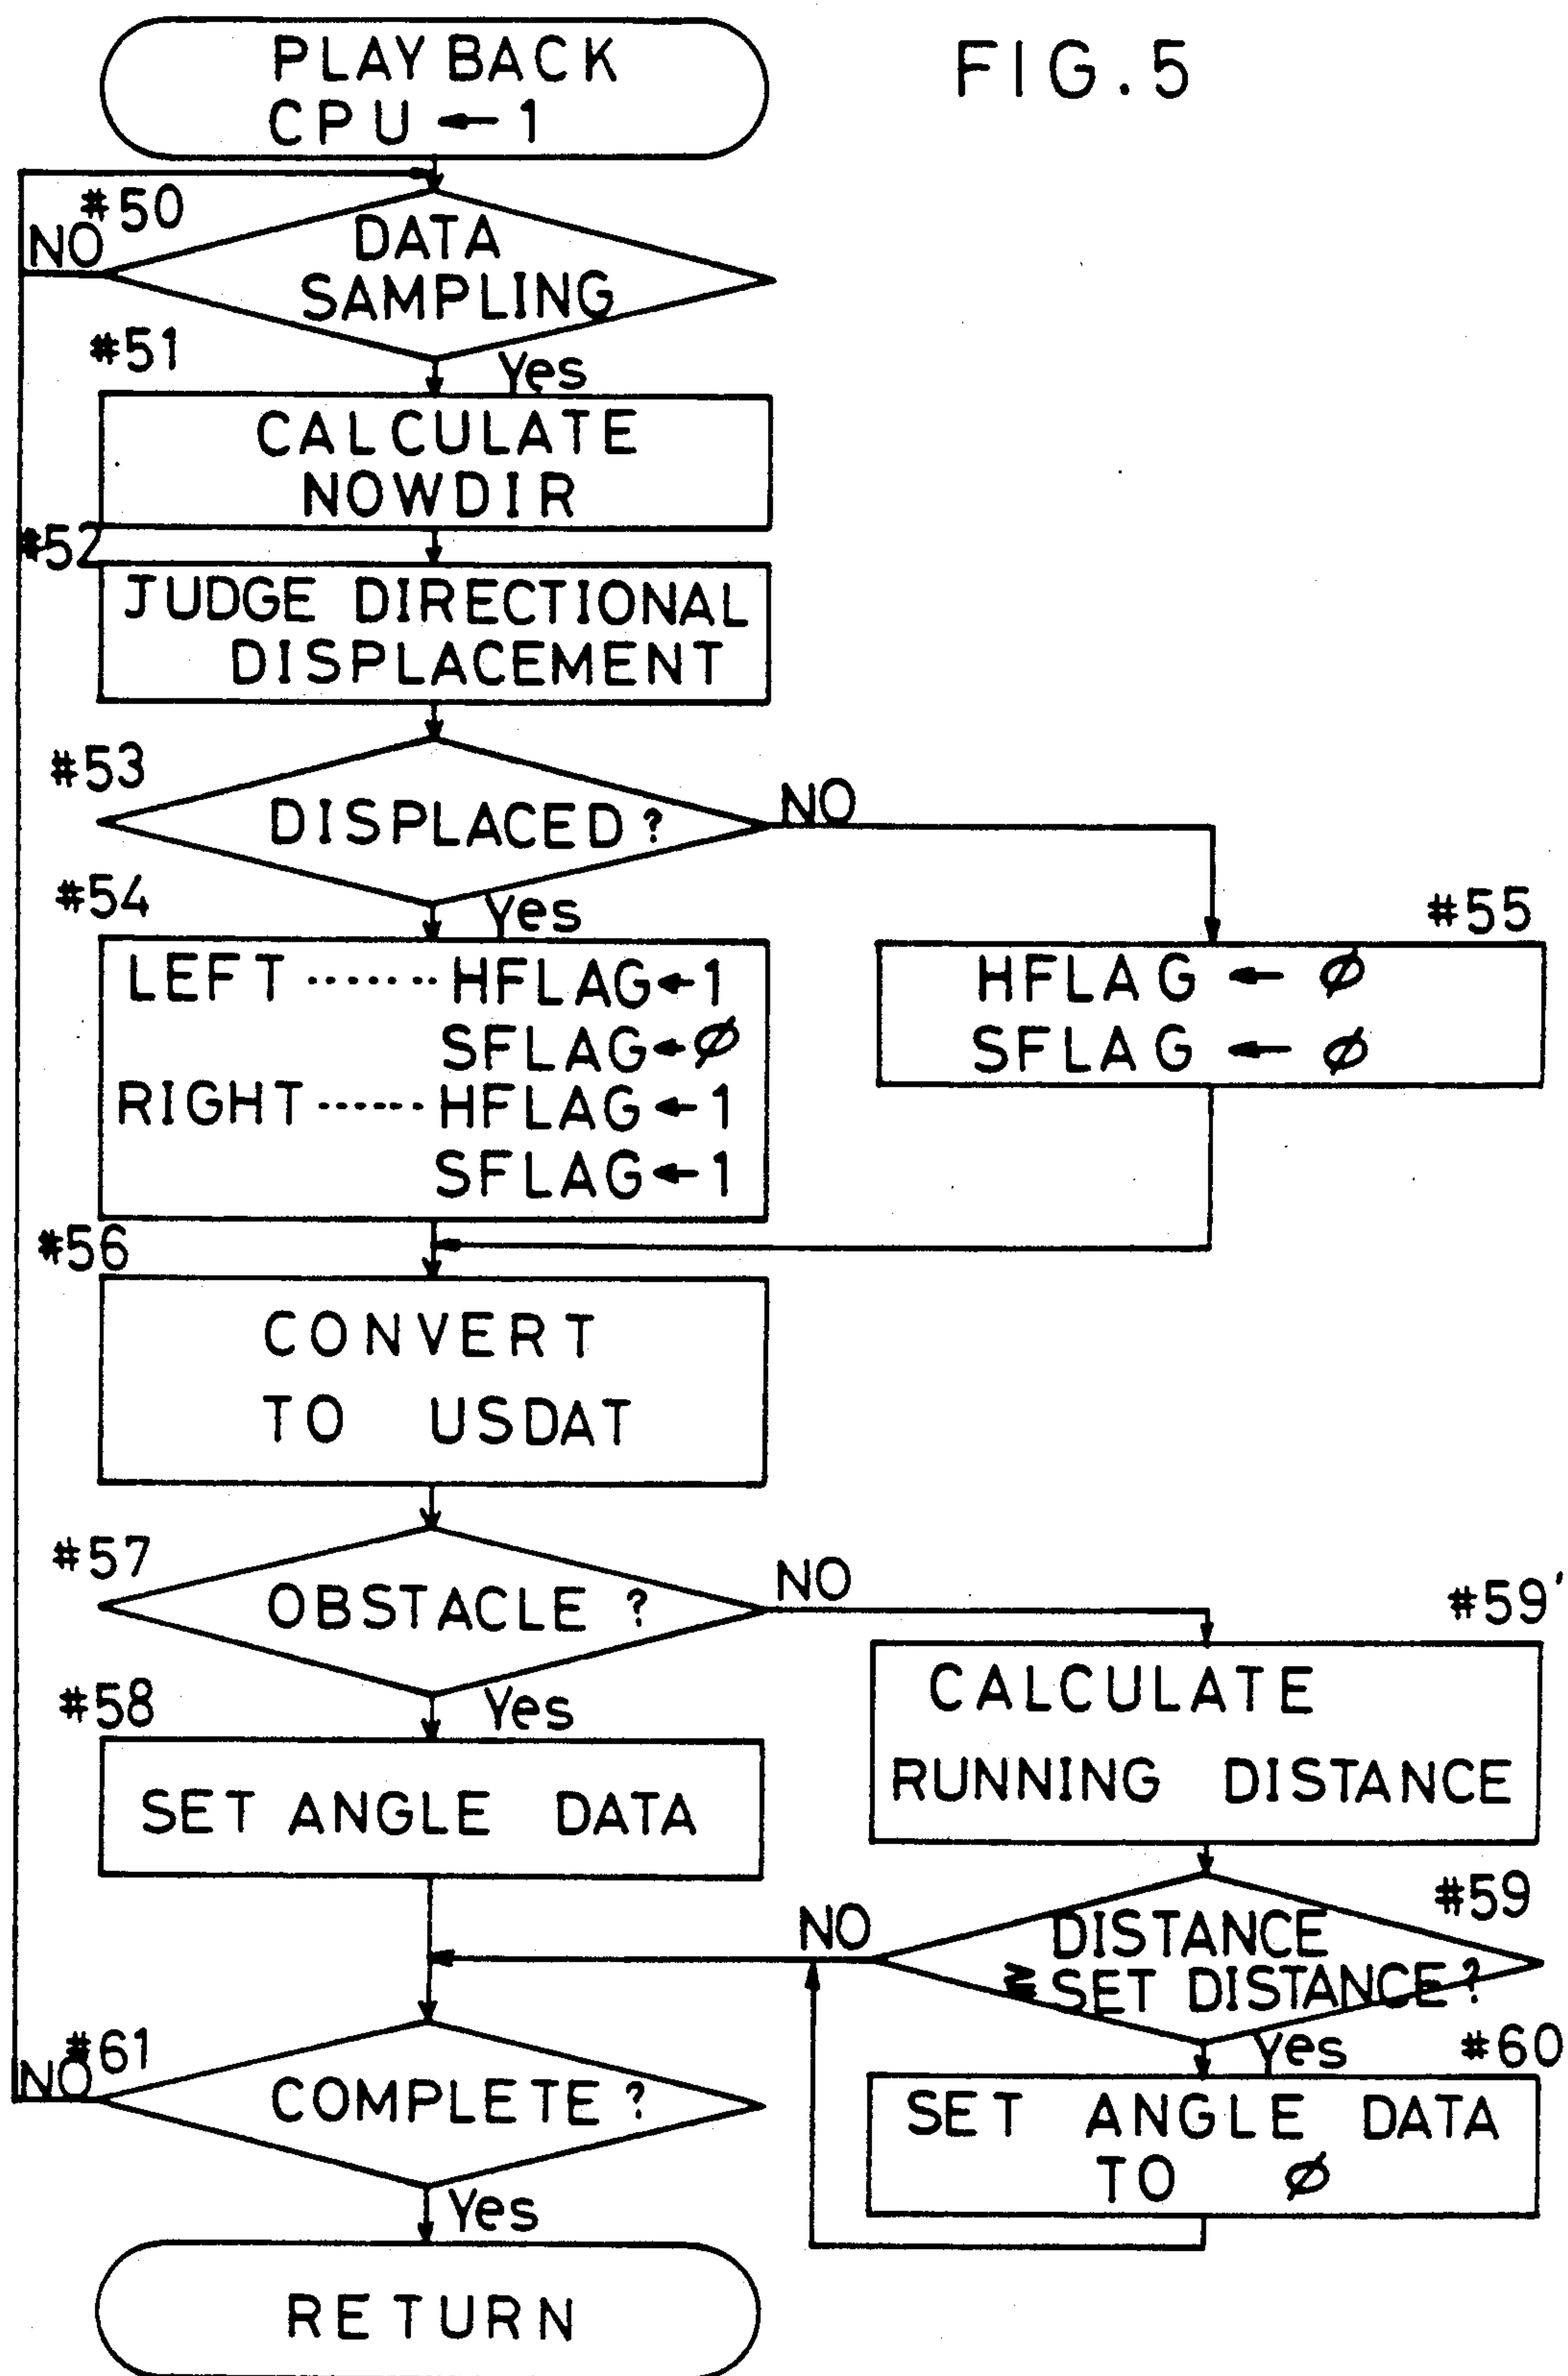 FIG.5
PLAYBACK
CPU ← 1
#50
NO
DATA
SAMPLING
#51
Yes
CALCULATE
NOWDIR
#52
JUDGE DIRECTIONAL
DISPLACEMENT
#53
DISPLACED ?
NO
#54
Yes
LEFT ······· HFLAG←1
SFLAG←∅
RIGHT ------ HFLAG←1
SFLAG←1
#55
HFLAG ← ∅
SFLAG ← ∅
#56
CONVERT
TO USDAT
#57
OBSTACLE ?
NO
#58
Yes
SET ANGLE DATA
#59'
CALCULATE
RUNNING DISTANCE
#59
NO
DISTANCE
≧ SET DISTANCE ?
Yes
#60
SET ANGLE DATA
TO ∅
#61
NO
COMPLETE ?
Yes
RETURN